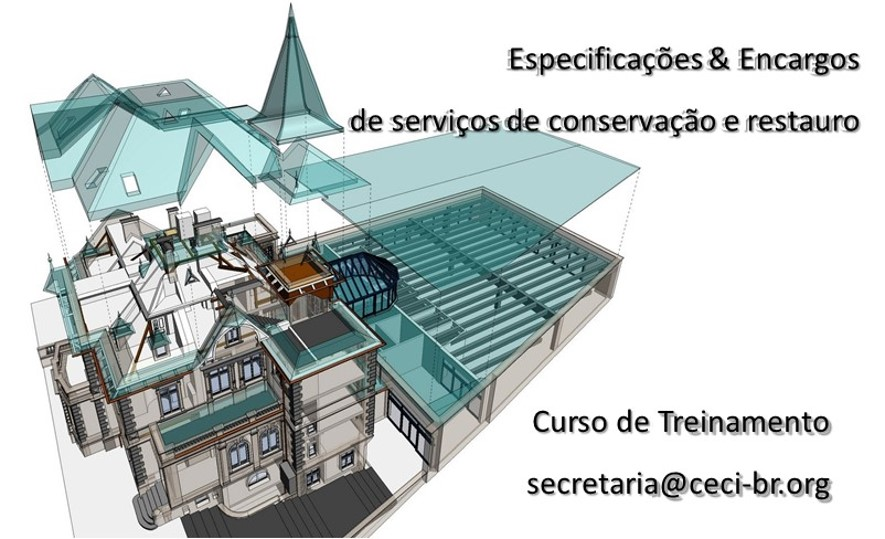 Especificações & Encargos
de serviços de conservação e restauro
Curso de Treinamento
secretaria@ceci-br.org